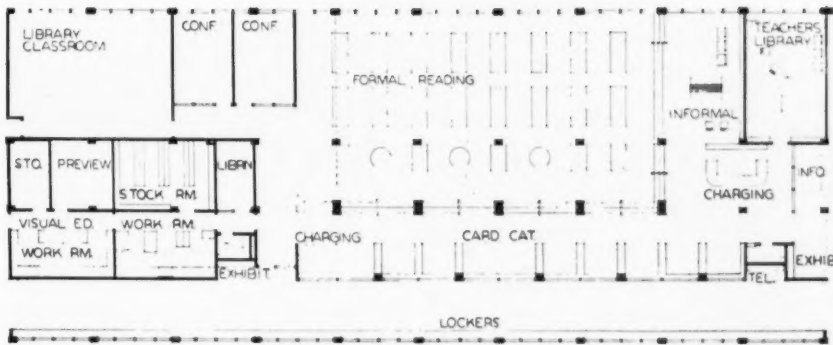 LIBRARY
CLASSROOM
CONF.
CONF.
FORMAL READING
TEACHERS
LIBRARY
INFORMAL
STO.
PREVIEW
STOCK RM.
LIBRN
CHARGING
INFO.
VISUAL ED.
WORK RM.
WORK RM.
CHARGING
CARD CAT.
EXHIBIT.
TEL.
EXHIB
LOCKERS